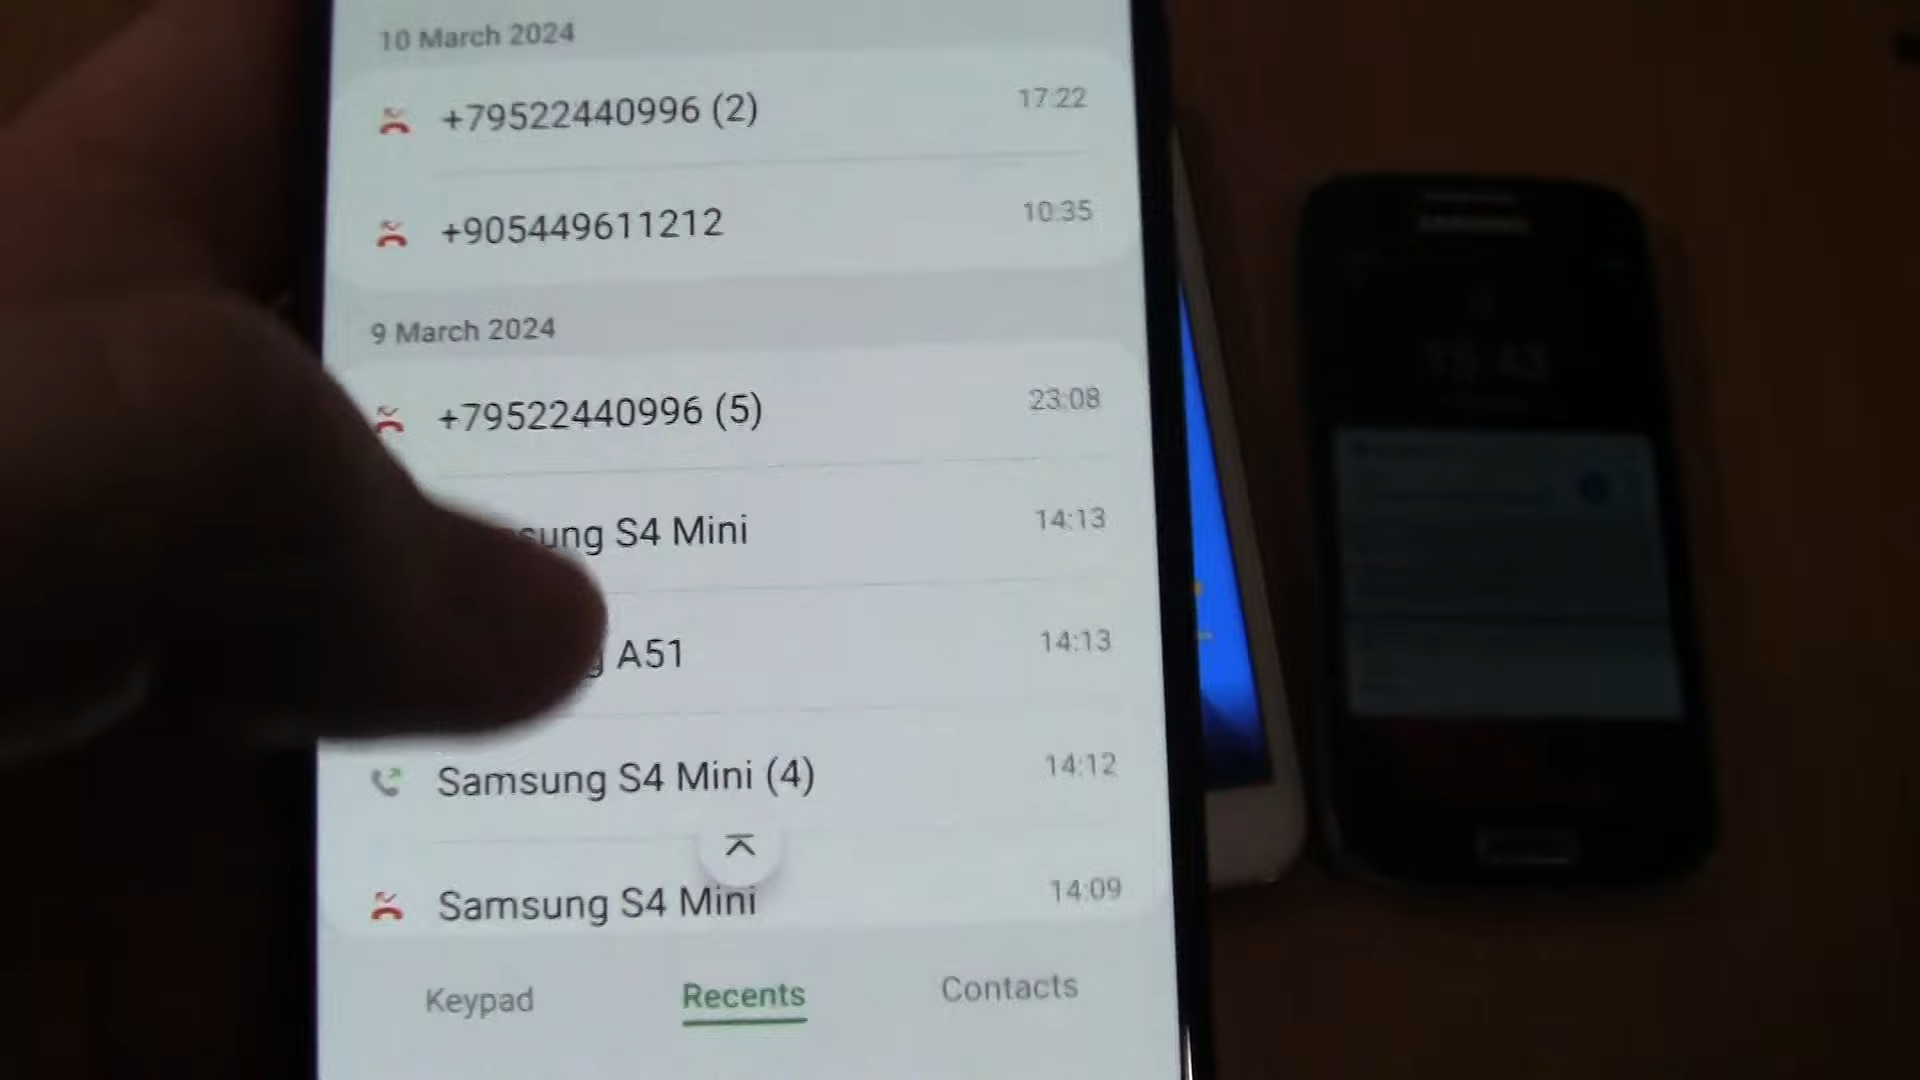 10 March 2024
+79522440996 (2) 17:22
+905449611212 10:35
9 March 2024
+79522440996 (5) 23:08
S4 Mini 14:13
A51 14:13
Samsung S4 Mini (4) 14:12
Samsung S4 Mini 14:09
Keypad Recents Contacts